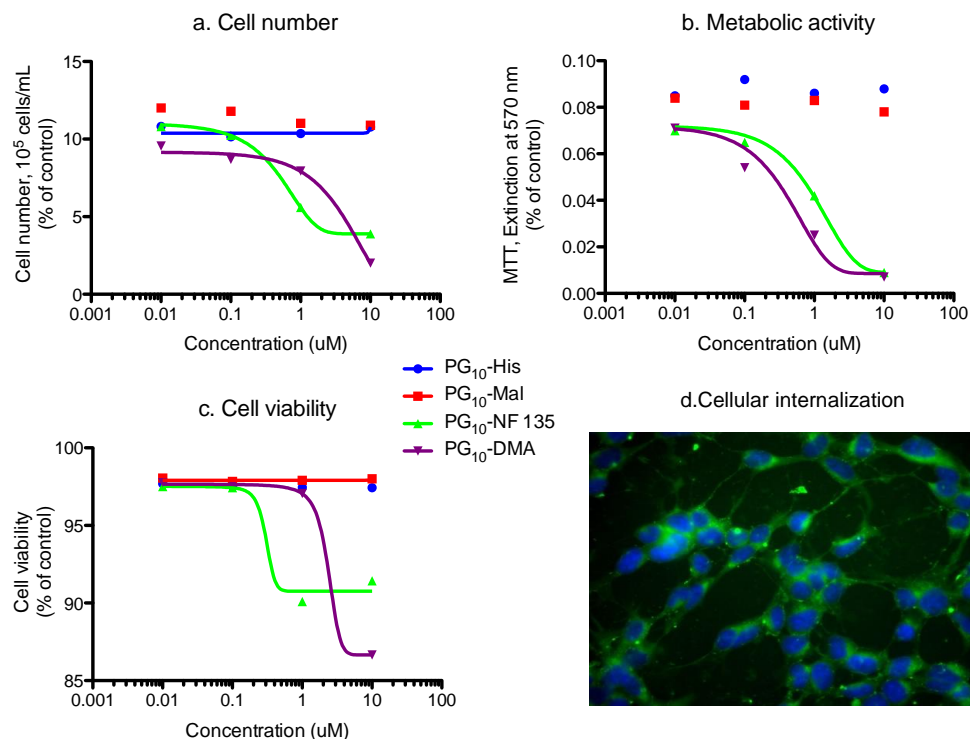 a. Cell number
15
10
5
0
0.001
0.01
0.1
1
10
100
Cell number, 10⁵ cells/mL
(% of control)
Concentration (uM)
b. Metabolic activity
0.10
0.08
0.06
0.04
0.02
0.00
0.001
0.01
0.1
1
10
100
MTT, Extinction at 570 nm
(% of control)
Concentration (uM)
PG₁₀-His
PG₁₀-Mal
PG₁₀-NF 135
PG₁₀-DMA
c. Cell viability
100
95
90
85
0.001
0.01
0.1
1
10
100
Cell viability
(% of control)
Concentration (uM)
d.Cellular internalization